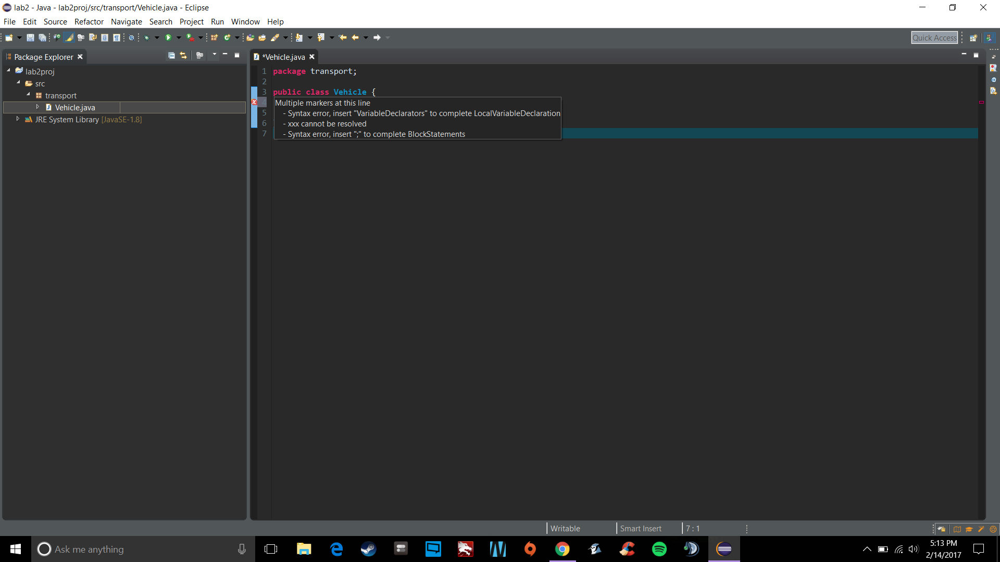 lab2 - Java - lab2proj/src/transport/Vehicle.java - Eclipse
File Edit Source Refactor Navigate Search Project Run Window Help
Quick Access
Package Explorer
*Vehicle.java
lab2proj
src
transport
Vehicle.java
JRE System Library [JavaSE-1.8]
1 package transport;
2
3 public class Vehicle {
4
Multiple markers at this line
- Syntax error, insert "VariableDeclarators" to complete LocalVariableDeclaration
5
- xxx cannot be resolved
6
- Syntax error, insert ";" to complete BlockStatements
7
Writable
Smart Insert
7 : 1
Ask me anything
5:13 PM
2/14/2017